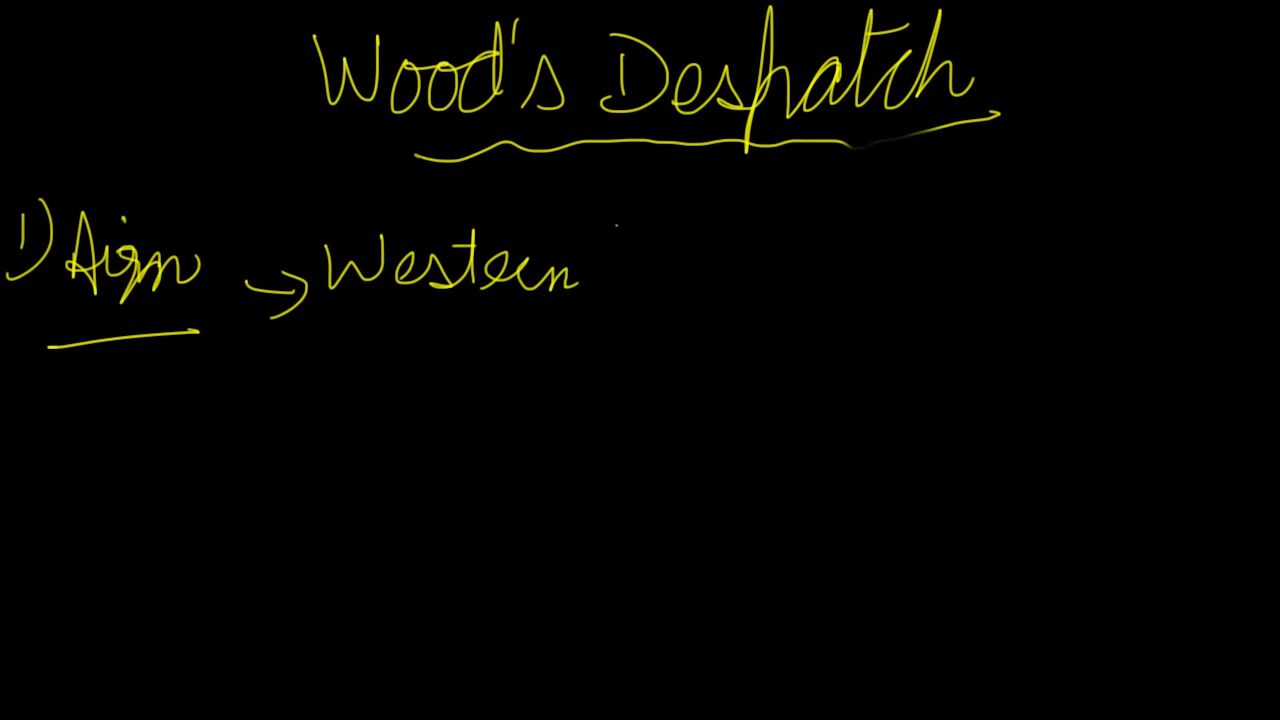 Wood's Despatch
1) Aim → Western